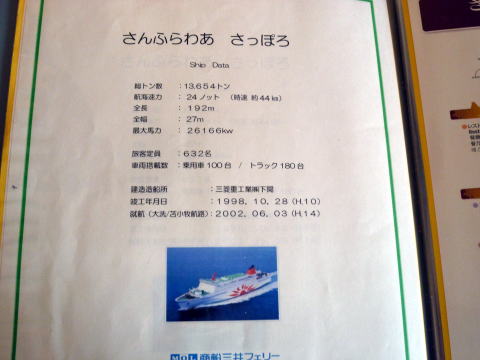 さんふらわあ　さっぽろ
Ship Data
総トン数　：13,654トン
航海速力　：24ノット　（時速 約44㎞）
全長　：192m
全幅　：27m
最大馬力　：26166kw
旅客定員　：632名
車両搭載数　：乗用車100台　/　トラック180台
建造造船所　：三菱重工業㈱下関
竣工年月日　：1998．10．28（H.10）
就航（大洗/苫小牧航路）：2002．06．03（H.14）
MOL 商船三井フェリー
レスト